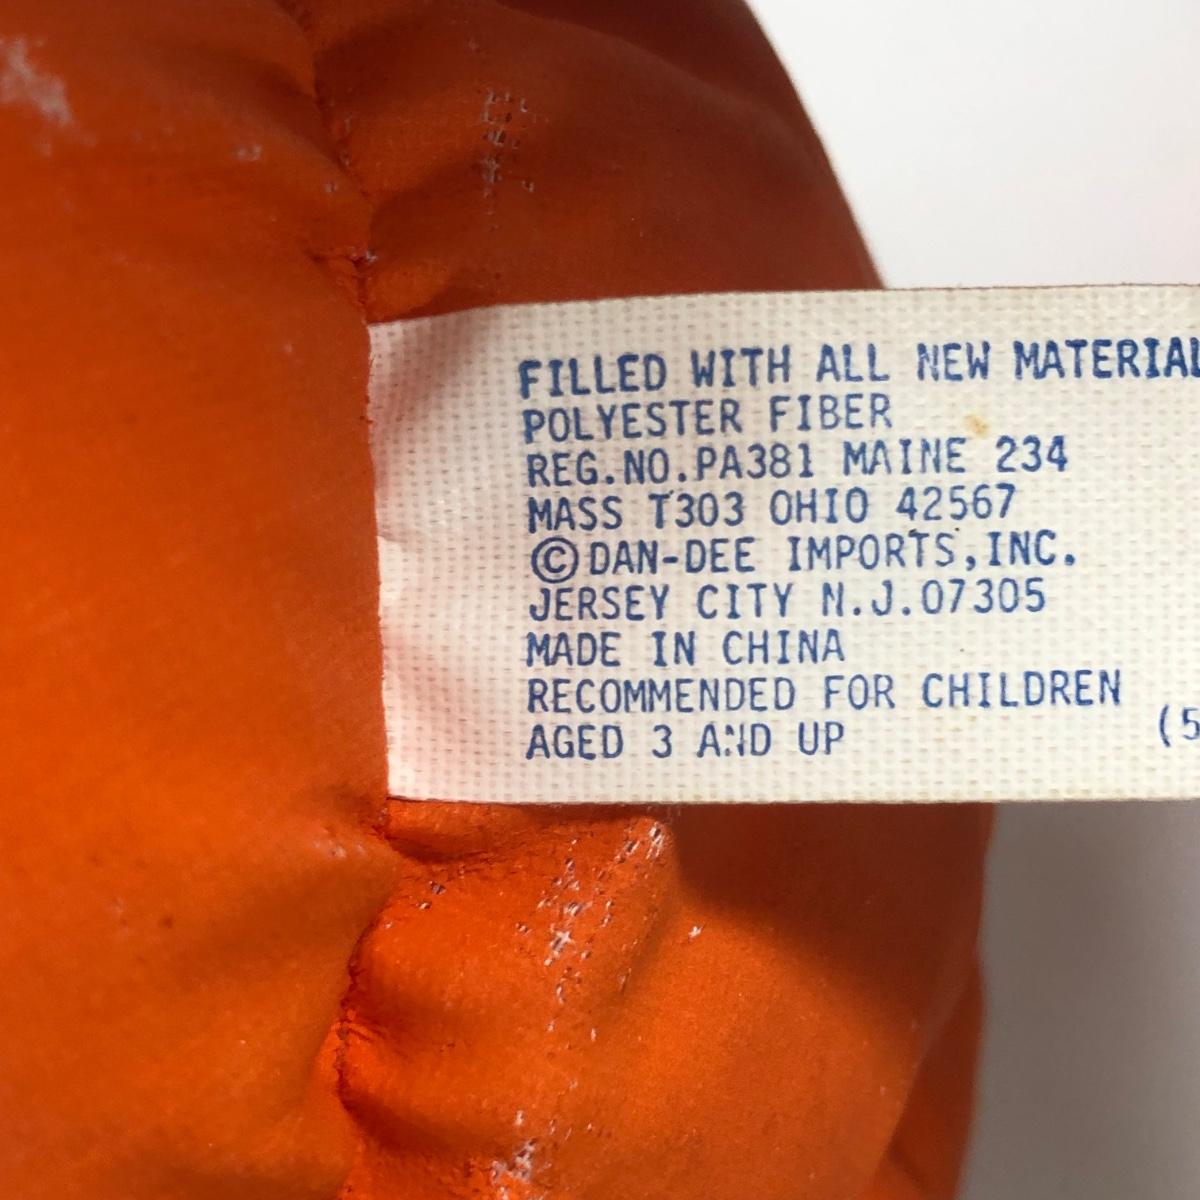 FILLED WITH ALL NEW MATERIAL
POLYESTER FIBER
REG.NO.PA381 MAINE 234
MASS T303 OHIO 42567
©DAN-DEE IMPORTS,INC.
JERSEY CITY N.J.07305
MADE IN CHINA
RECOMMENDED FOR CHILDREN
AGED 3 AND UP
(5